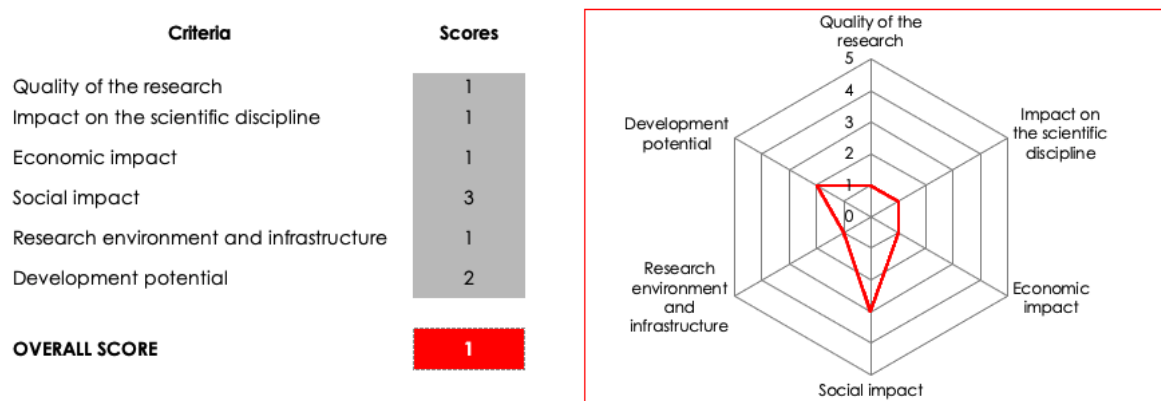 Criteria Scores
Quality of the research 1
Impact on the scientific discipline 1
Economic impact 1
Social impact 3
Research environment and infrastructure 1
Development potential 2
OVERALL SCORE 1
Quality of the
research
5
4
3
2
1
0
Impact on
the scientific
discipline
Economic
impact
Social impact
Research
environment
and
infrastructure
Development
potential